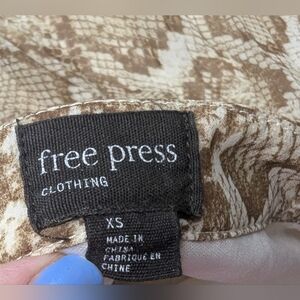 free press
CLOTHING
XS
MADE IN
CHINA
FABRIQUÉ EN
CHINE